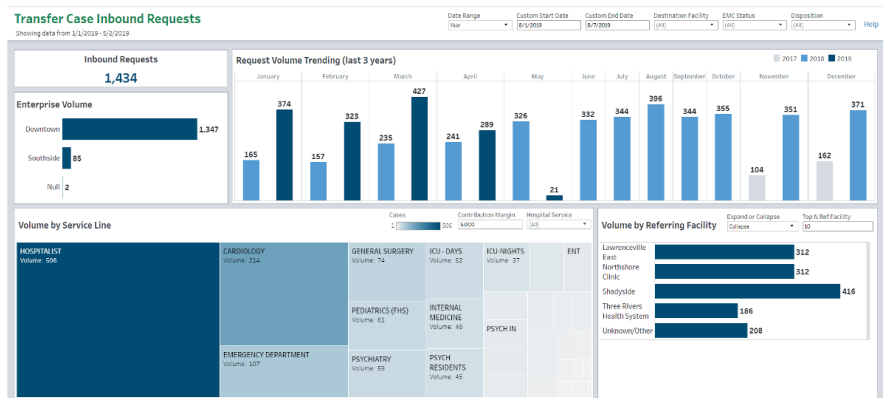 Transfer Case Inbound Requests
Showing data from 1/1/2019 - 5/2/2019
Date Range Custom Start Date Custom End Date Destination Facility EMC Status Disposition
Year 8/1/2019 8/7/2019 (All) (All) (All) Help
Inbound Requests
1,434
Enterprise Volume
Downtown 1,347
Southside 85
Null 2
Request Volume Trending (last 3 years) 2017 2018 2019
January February March April May June July August September October November December
165 374 157 323 235 427 241 289 326 21 332 344 396 344 355 104 351 162 371
Volume by Service Line
Cases Contribution Margin Hospital Service
1 506 (All)
HOSPITALIST
Volume: 506
CARDIOLOGY
Volume: 214
EMERGENCY DEPARTMENT
Volume: 107
GENERAL SURGERY
Volume: 74
PEDIATRICS (FHS)
Volume: 61
PSYCHIATRY
Volume: 59
ICU - DAYS
Volume: 52
INTERNAL
MEDICINE
Volume: 46
PSYCH
RESIDENTS
Volume: 45
ICU-NIGHTS
Volume: 37
PSYCH IN
ENT
Volume by Referring Facility
Expand or Collapse Top N Ref Facility
Collapse 10
Lawrenceville
East 312
Northshore
Clinic 312
Shadyside 416
Three Rivers
Health System 186
Unknown/Other 208